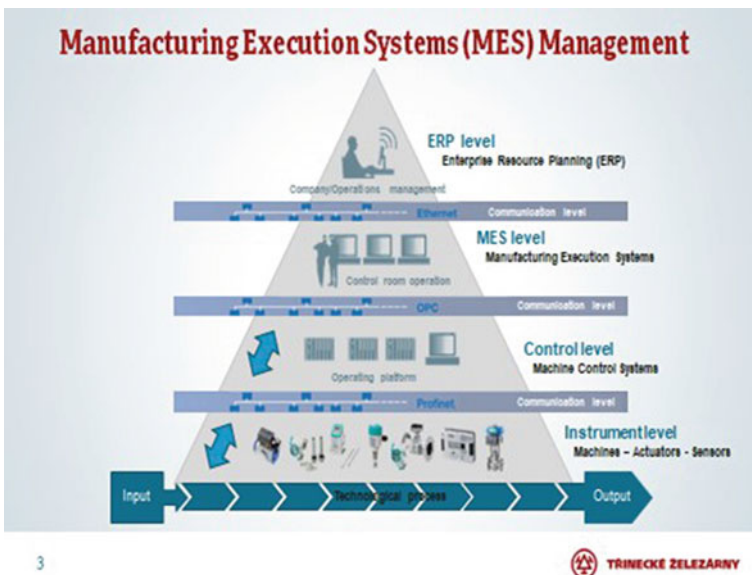 Manufacturing Execution Systems (MES) Management
ERP level
Enterprise Resource Planning (ERP)
Company/Operations management
Ethernet Communication level
MES level
Manufacturing Execution Systems
Control room operation
OPC Communication level
Control level
Machine Control Systems
Operating platform
Profinet Communication level
Instrument level
Machines – Actuators - Sensors
Input Technological process Output
3 TŘINECKÉ ŽELEZÁRNY